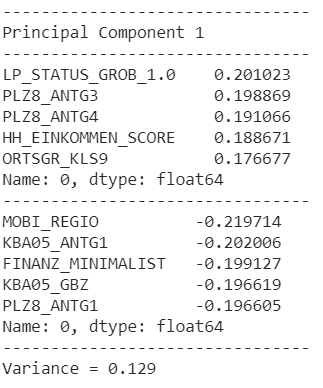 --------------------------------
Principal Component 1
--------------------------------
LP_STATUS_GROB_1.0    0.201023
PLZ8_ANTG3            0.198869
PLZ8_ANTG4            0.191066
HH_EINKOMMEN_SCORE    0.188671
ORTSGR_KLS9           0.176677
Name: 0, dtype: float64
--------------------------------
MOBI_REGIO          -0.219714
KBA05_ANTG1         -0.202006
FINANZ_MINIMALIST   -0.199127
KBA05_GBZ           -0.196619
PLZ8_ANTG1          -0.196605
Name: 0, dtype: float64
--------------------------------
Variance = 0.129